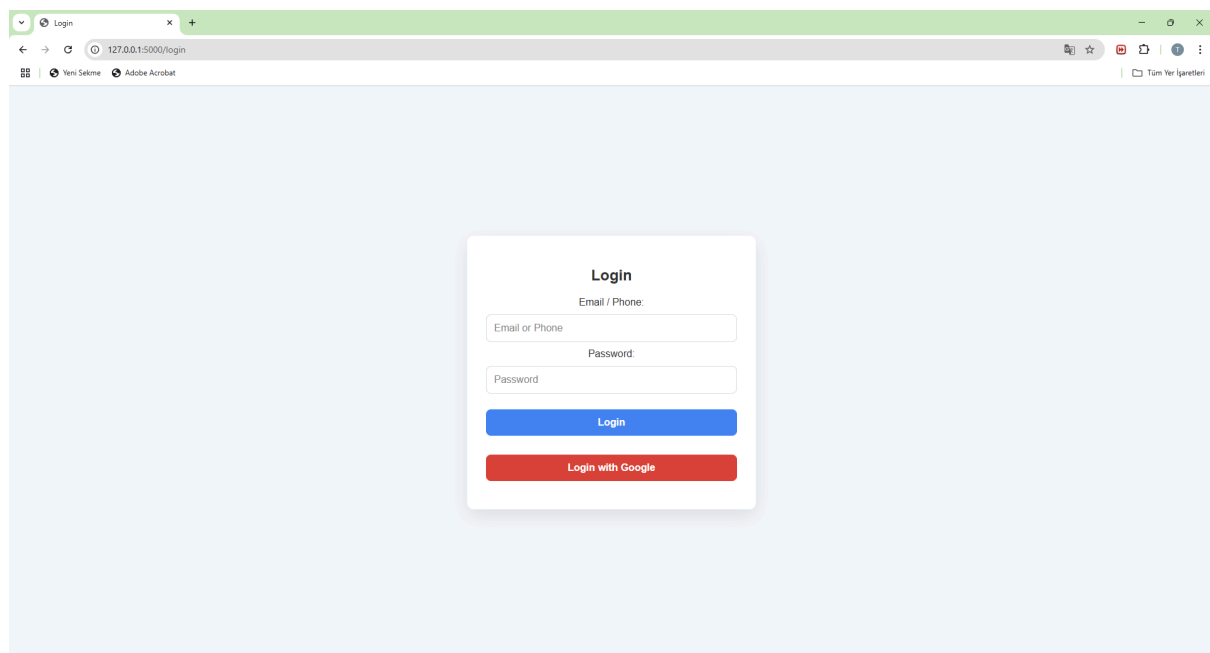 Login
127.0.0.1:5000/login
Yeni Sekme Adobe Acrobat Tüm Yer İşaretleri
Login
Email / Phone:
Email or Phone
Password:
Password
Login
Login with Google